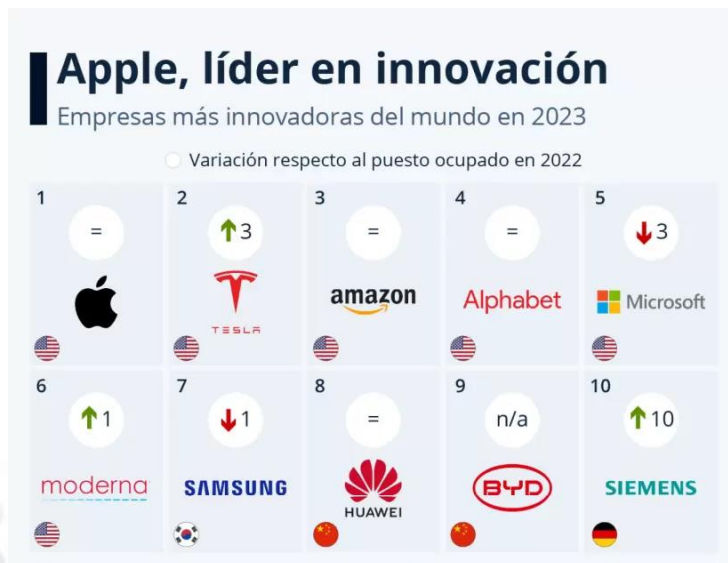 Apple, líder en innovación
Empresas más innovadoras del mundo en 2023
Variación respecto al puesto ocupado en 2022
1 2 3 4 5
= ↑3 = = ↓3
TESLA amazon Alphabet Microsoft
6 7 8 9 10
↑1 ↓1 = n/a ↑10
moderna SAMSUNG HUAWEI BYD SIEMENS